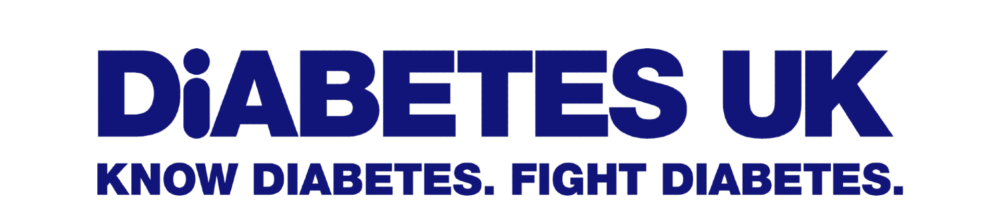 DiABETES UK
KNOW DIABETES. FIGHT DIABETES.